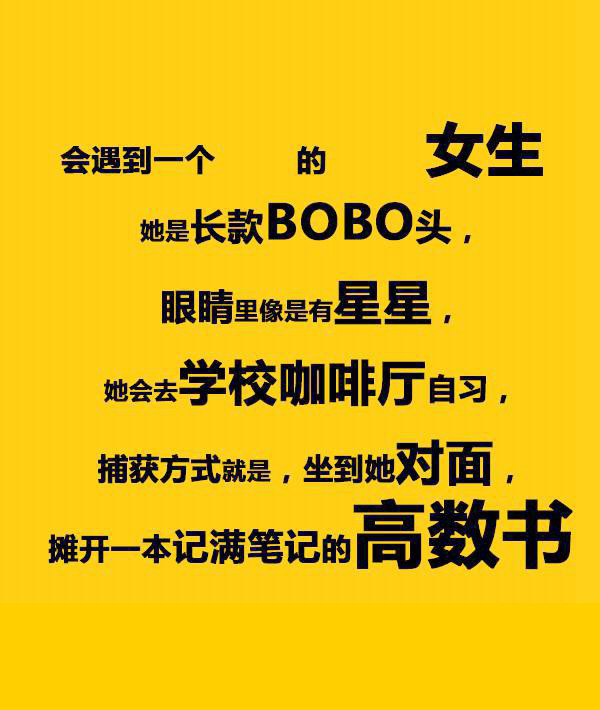 会遇到一个 的 女生
她是长款BOBO头，
眼睛里像是有星星，
她会去学校咖啡厅自习，
捕获方式就是，坐到她对面，
摊开一本记满笔记的高数书